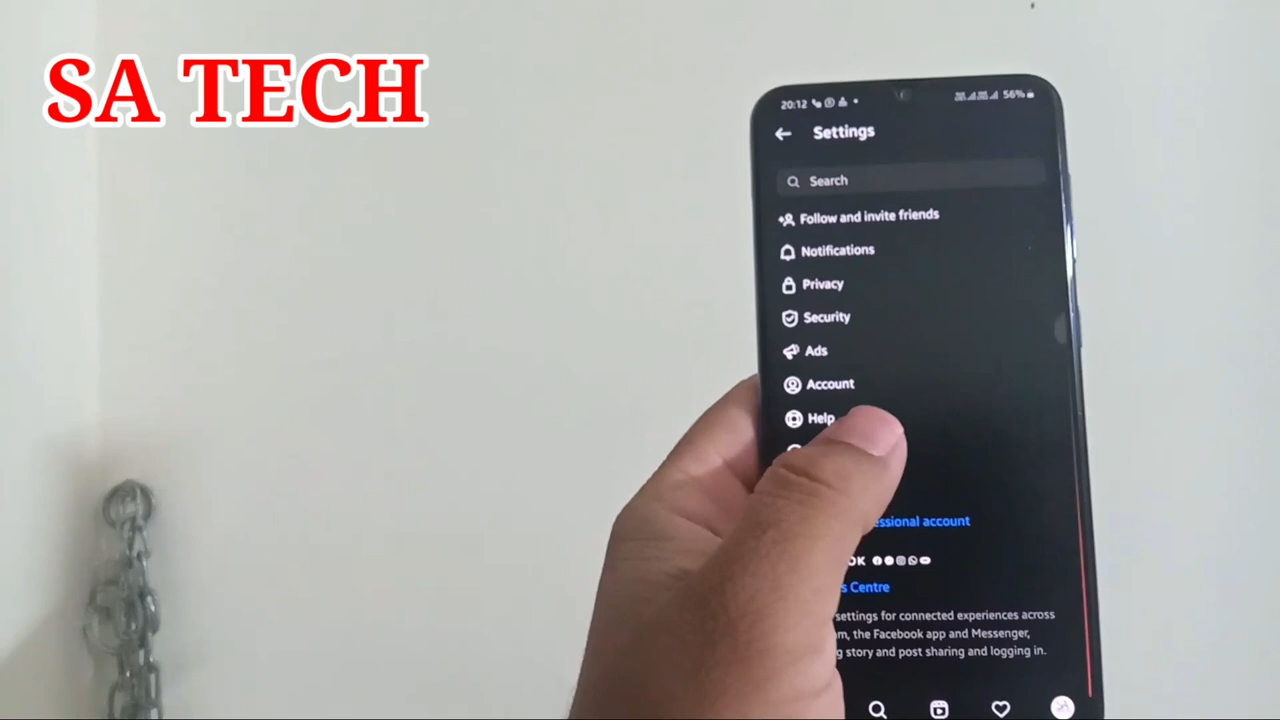 SA TECH
20:12
56%
Settings
Search
Follow and invite friends
Notifications
Privacy
Security
Ads
Account
Help
account
Centre
settings for connected experiences across
the Facebook app and Messenger,
story and post sharing and logging in.